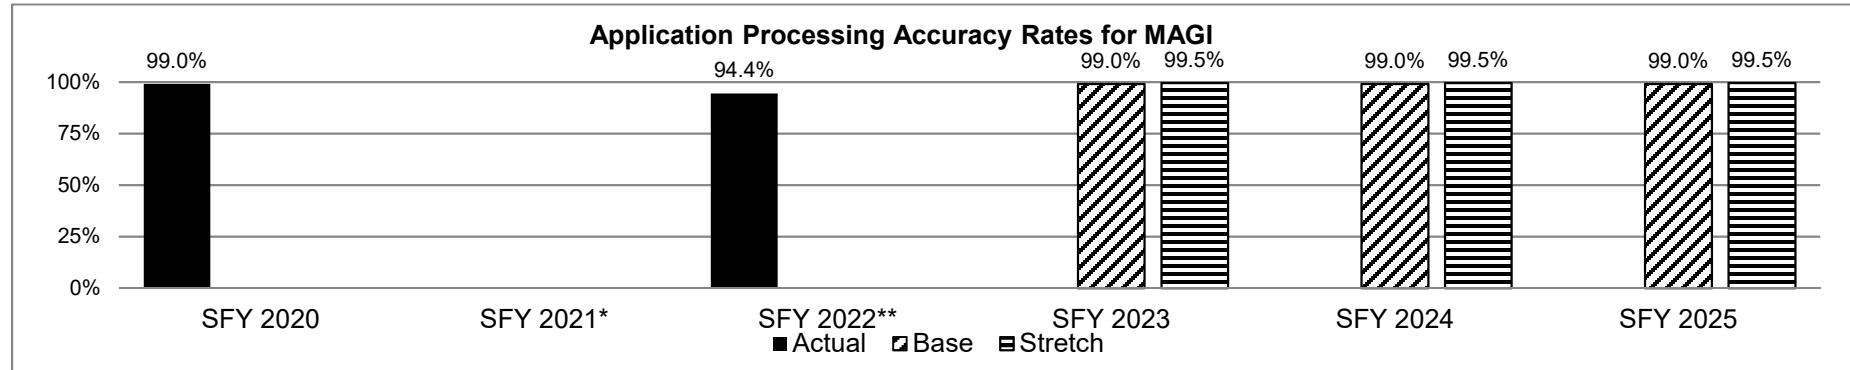 Application Processing Accuracy Rates for MAGI
99.0% 94.4% 99.0% 99.5% 99.0% 99.5% 99.0% 99.5%
100%
75%
50%
25%
0%
SFY 2020 SFY 2021* SFY 2022** SFY 2023 SFY 2024 SFY 2025
Actual Base Stretch